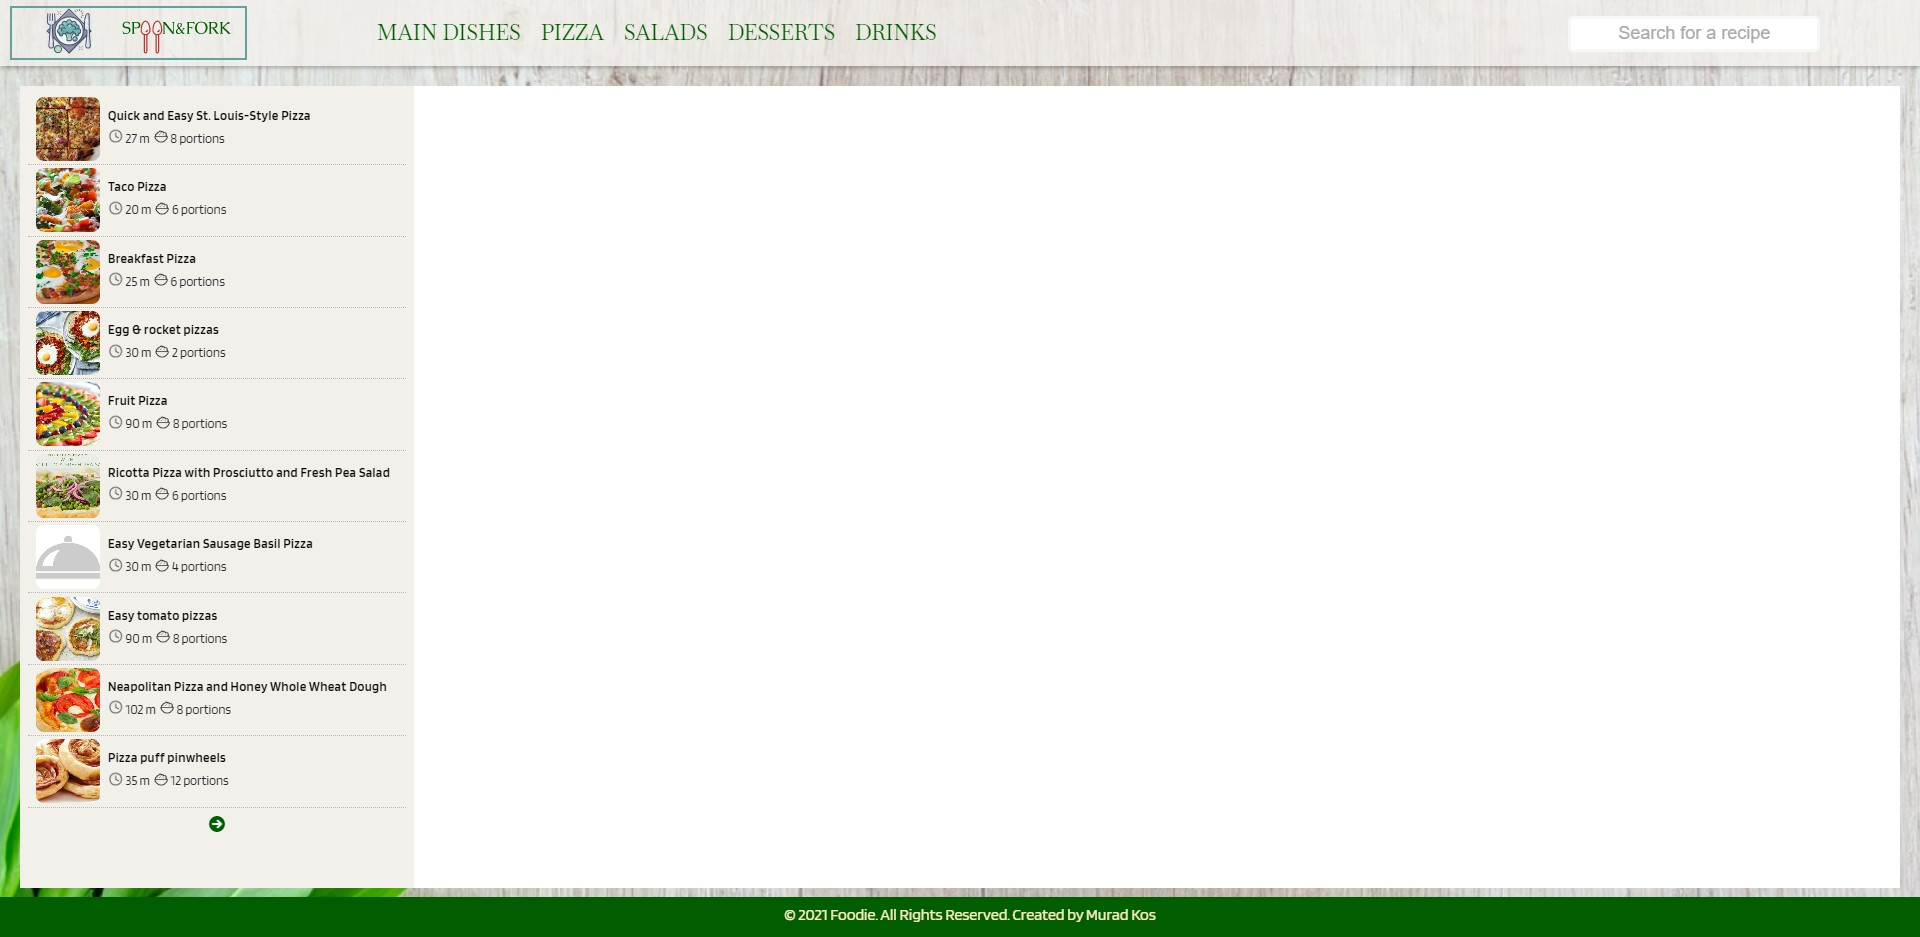 SPOON&FORK
MAIN DISHES PIZZA SALADS DESSERTS DRINKS
Search for a recipe
Quick and Easy St. Louis-Style Pizza
27 m 8 portions
Taco Pizza
20 m 6 portions
Breakfast Pizza
25 m 6 portions
Egg & rocket pizzas
30 m 2 portions
Fruit Pizza
90 m 8 portions
Ricotta Pizza with Prosciutto and Fresh Pea Salad
30 m 6 portions
Easy Vegetarian Sausage Basil Pizza
30 m 4 portions
Easy tomato pizzas
90 m 8 portions
Neapolitan Pizza and Honey Whole Wheat Dough
102 m 8 portions
Pizza puff pinwheels
35 m 12 portions
© 2021 Foodie. All Rights Reserved. Created by Murad Kos